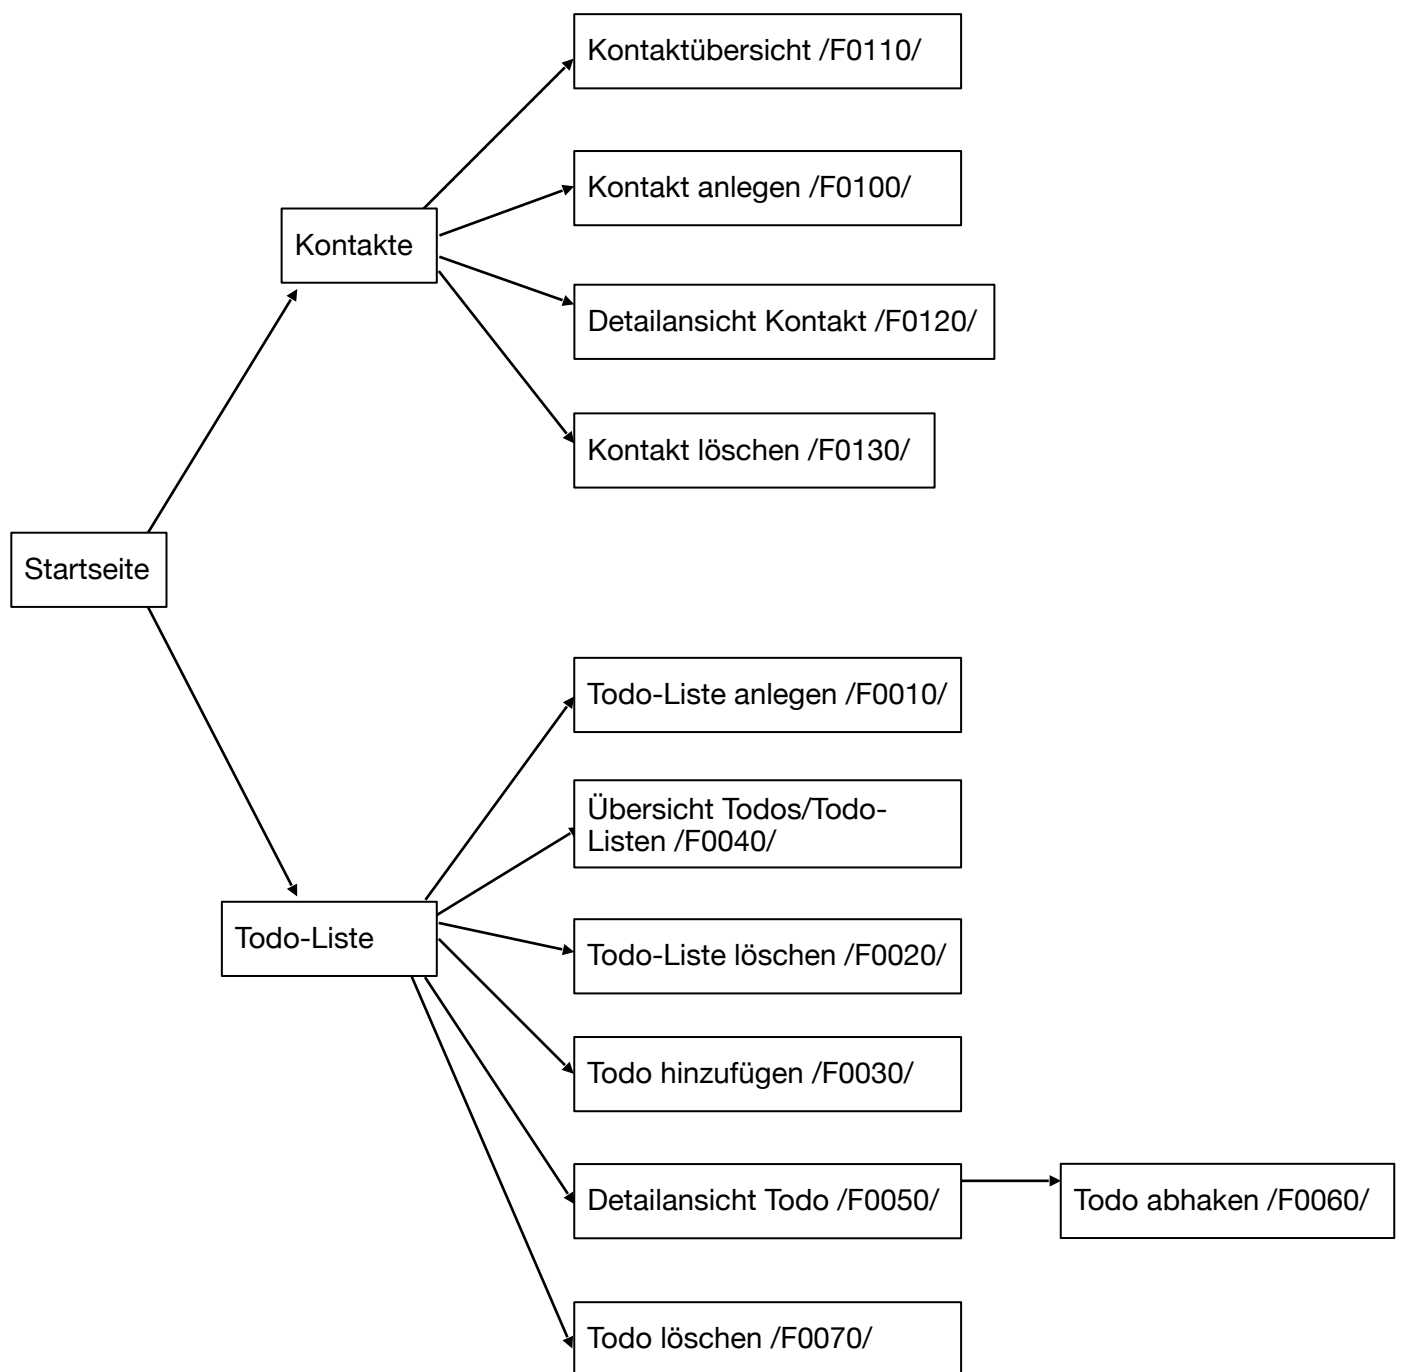 Kontaktübersicht /F0110/
Kontakt anlegen /F0100/
Kontakte
Detailansicht Kontakt /F0120/
Kontakt löschen /F0130/
Startseite
Todo-Liste anlegen /F0010/
Übersicht Todos/Todo-
Listen /F0040/
Todo-Liste
Todo-Liste löschen /F0020/
Todo hinzufügen /F0030/
Detailansicht Todo /F0050/
Todo abhaken /F0060/
Todo löschen /F0070/